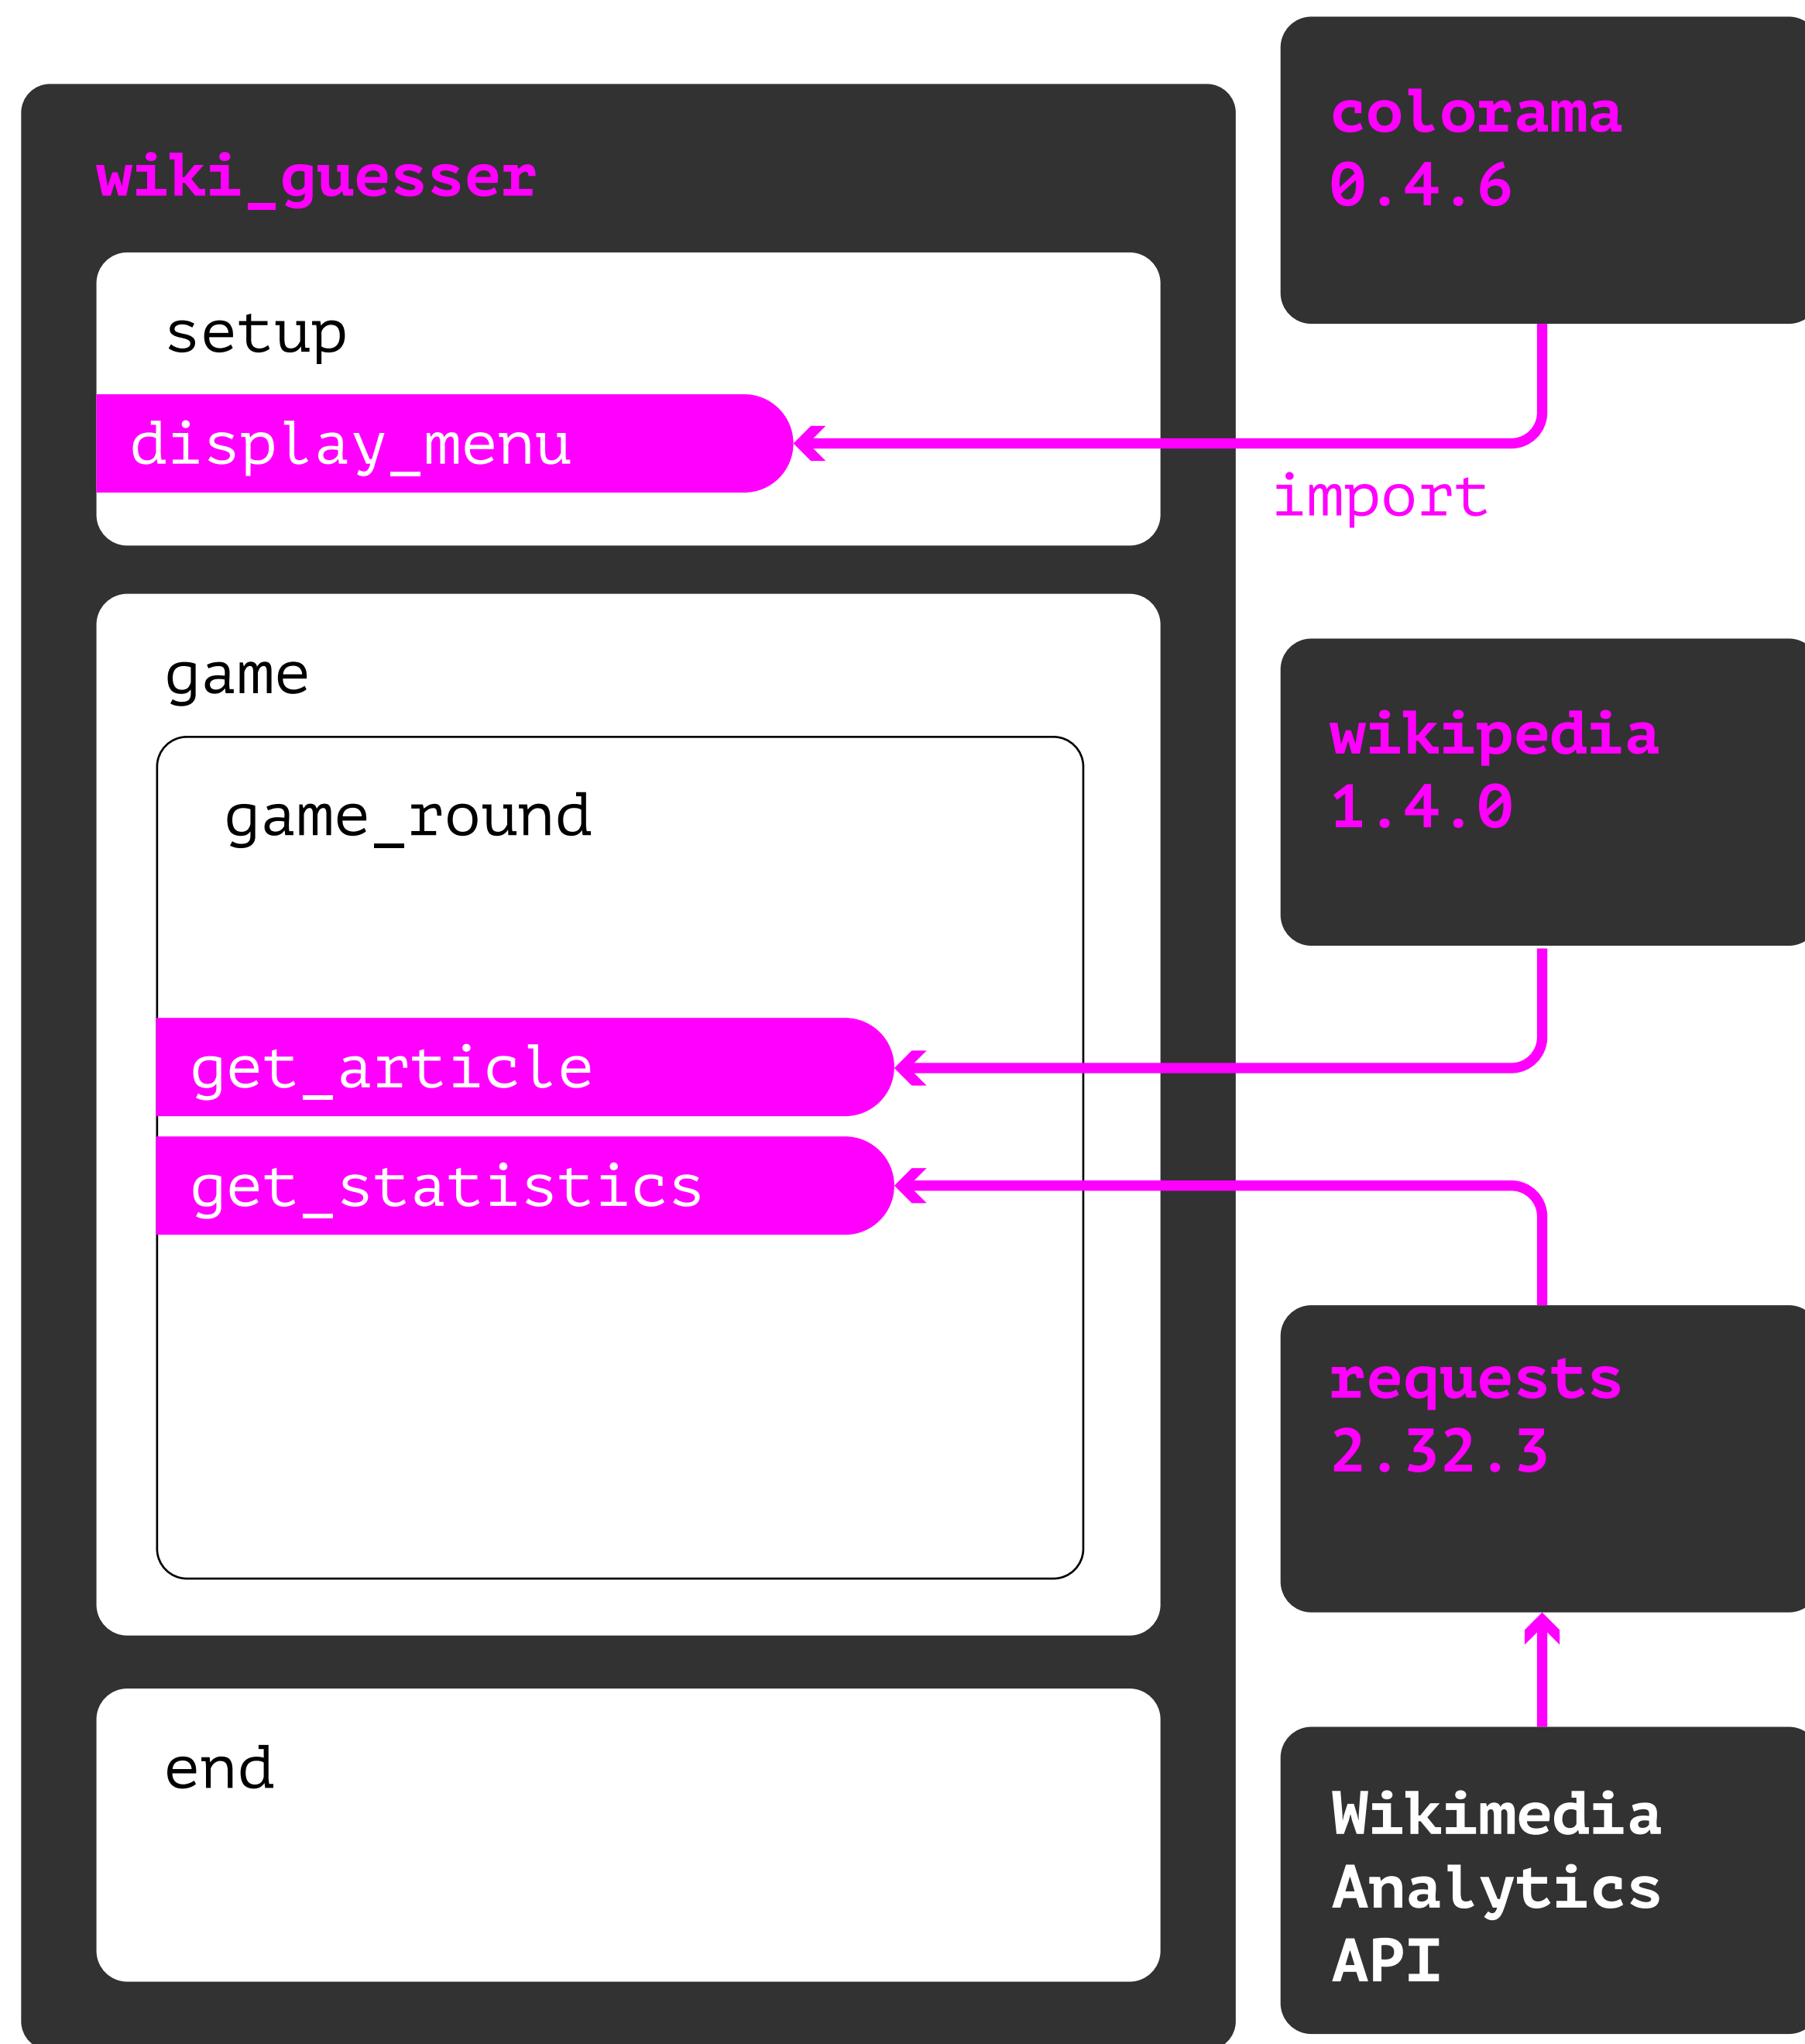 wiki_guesser
setup
display_menu
game
game_round
get_article
get_statistics
end
colorama
0.4.6
import
wikipedia
1.4.0
requests
2.32.3
Wikimedia
Analytics
API